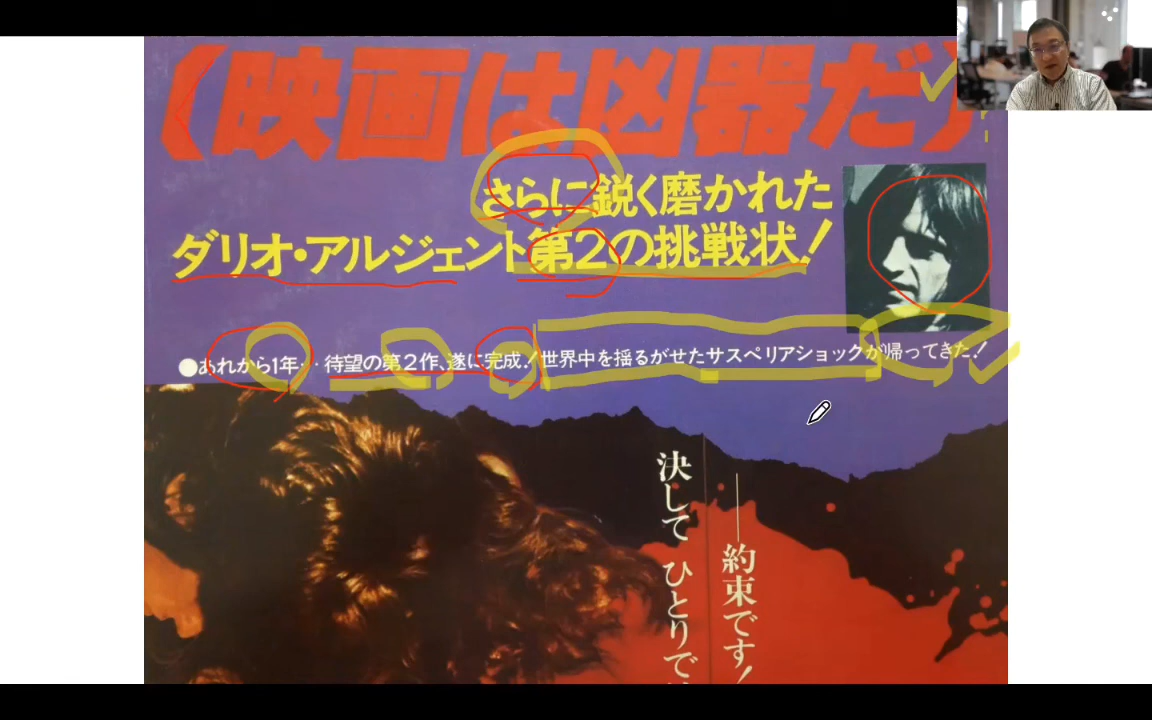 （映画は凶器だ）
さらに鋭く磨かれた
ダリオ・アルジェント第2の挑戦状！
●あれから1年…待望の第2作、遂に完成！世界中を揺るがせたサスペリアショックが帰ってきた！
――約束です！
決して ひとりで